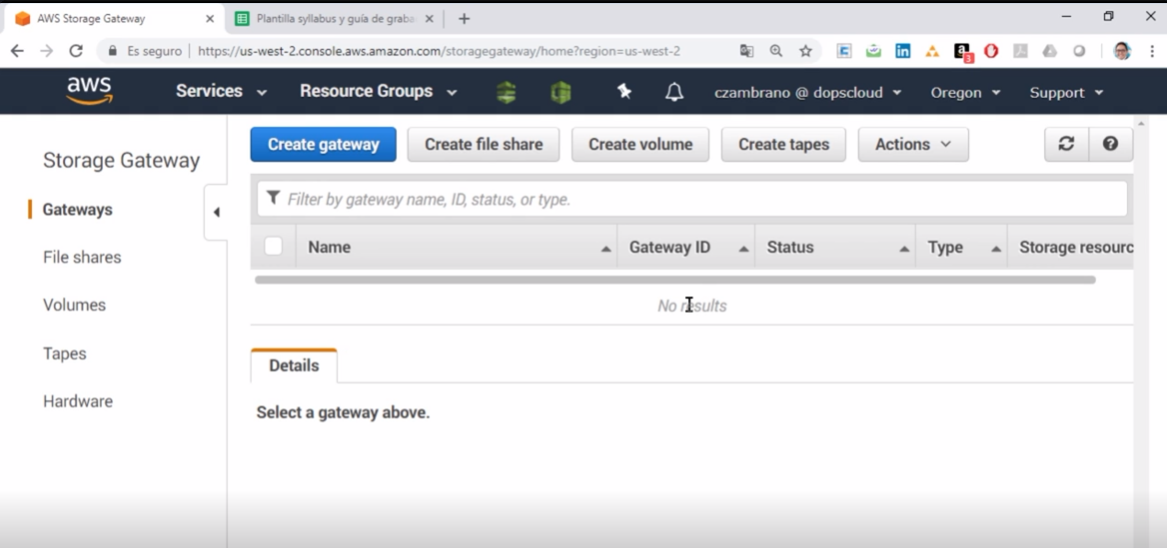 AWS Storage Gateway
Plantilla syllabus y guía de graba
Es seguro https://us-west-2.console.aws.amazon.com/storagegateway/home?region=us-west-2
3
aws Services Resource Groups czambrano @ dopscloud Oregon Support
Storage Gateway
Gateways
File shares
Volumes
Tapes
Hardware
Create gateway Create file share Create volume Create tapes Actions
Filter by gateway name, ID, status, or type.
Name Gateway ID Status Type Storage resourc
No results
Details
Select a gateway above.